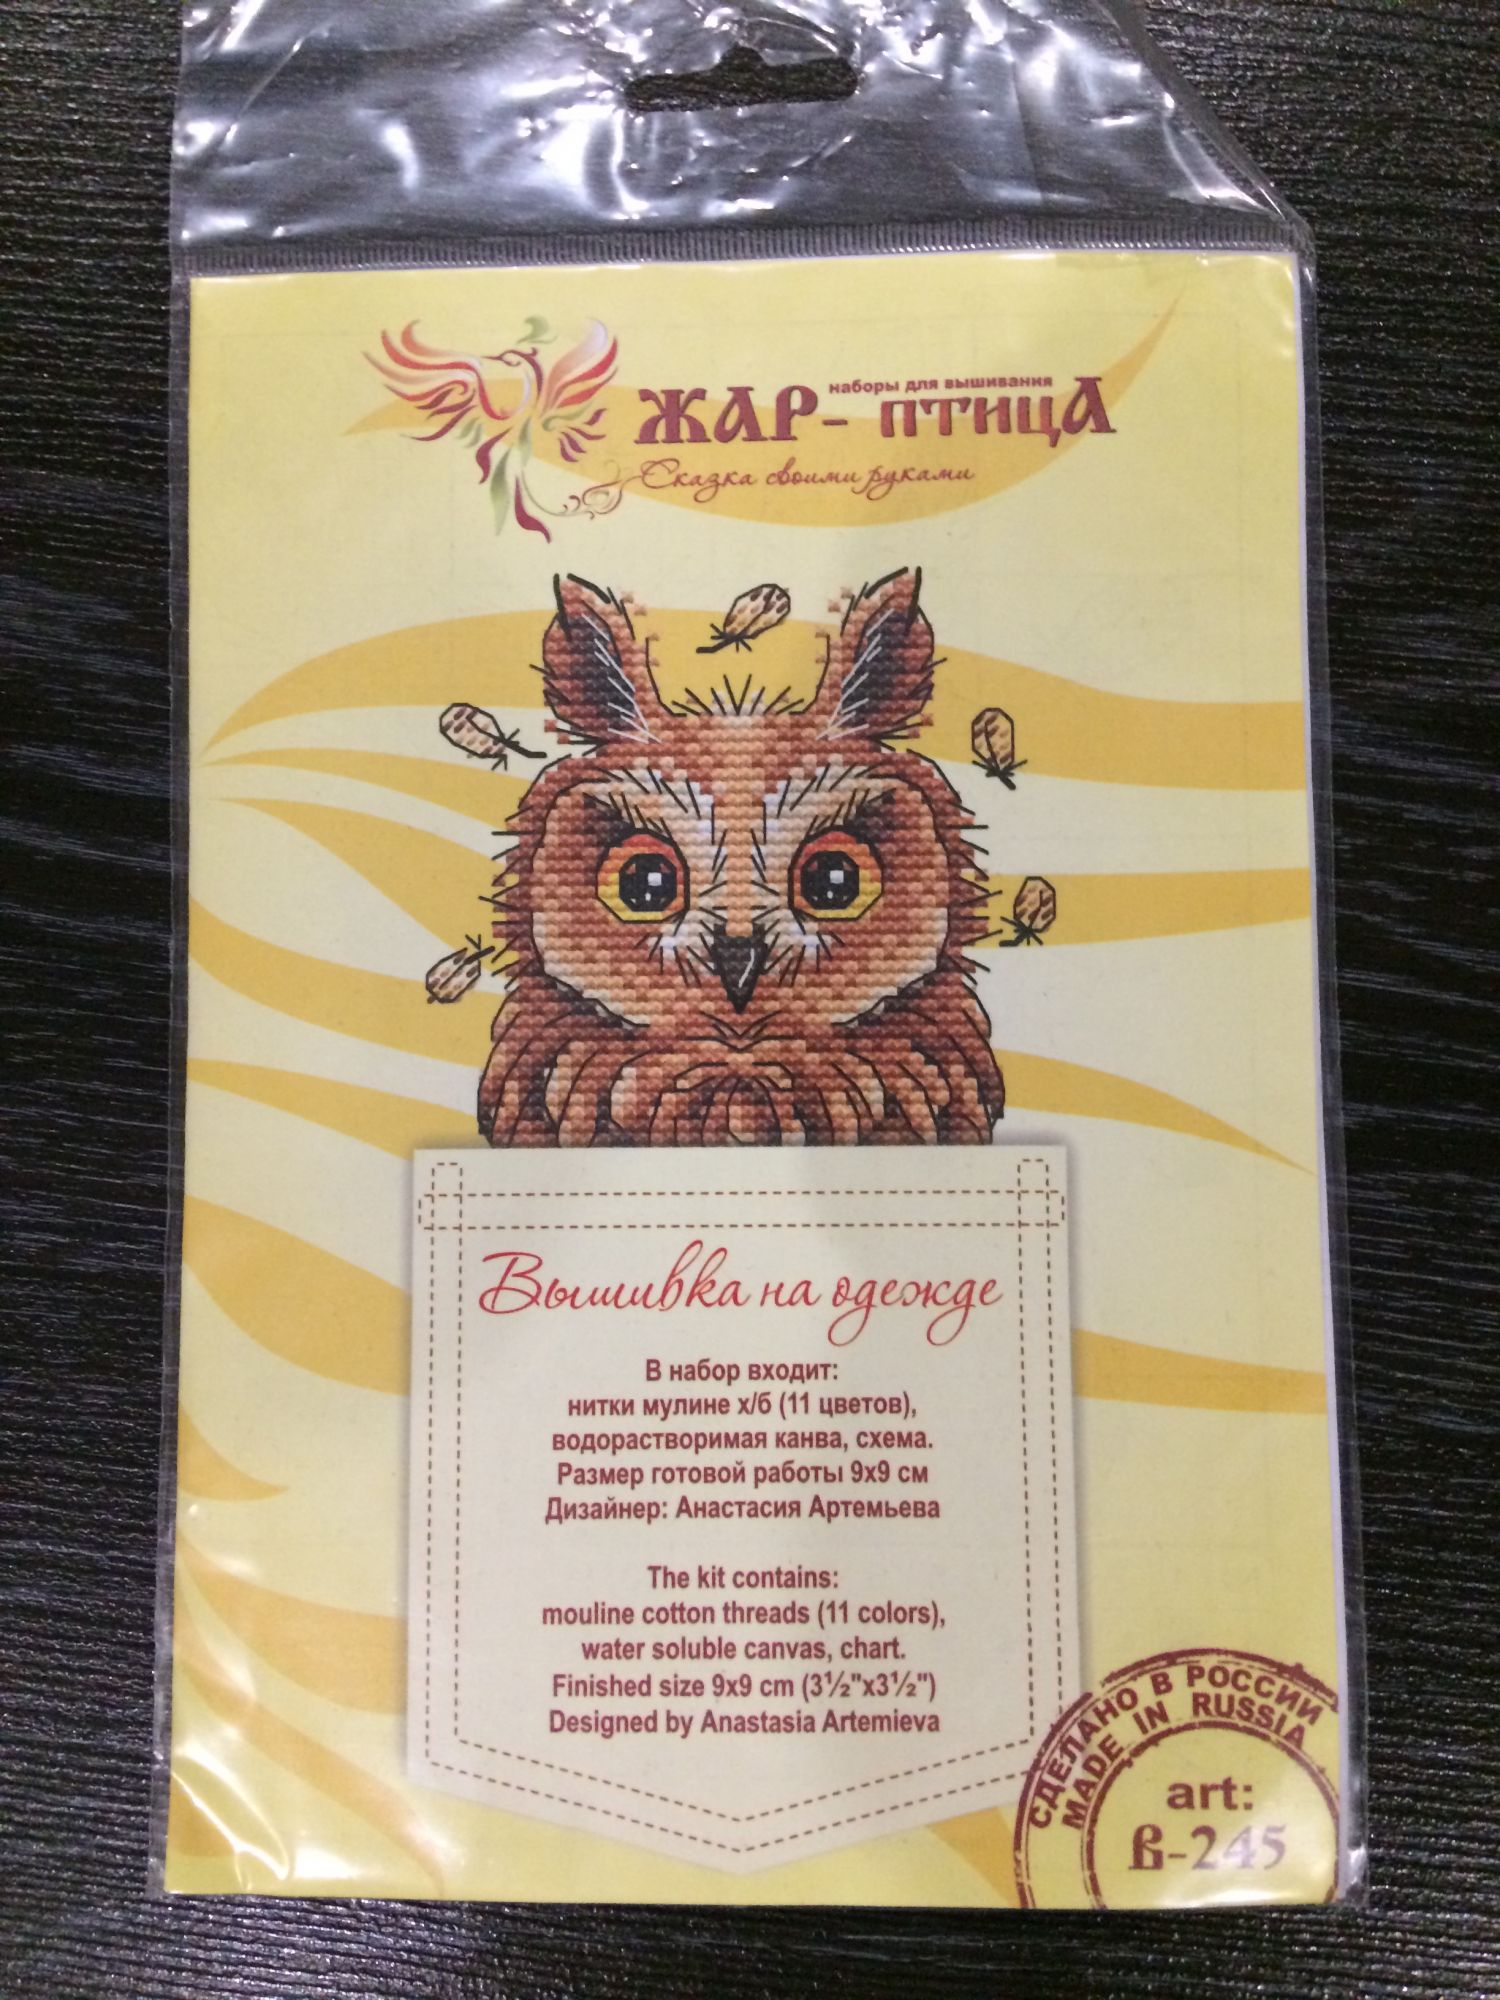 наборы для вышивания
ЖАР-ПТИЦА
Сказка своими руками
Вышивка на одежде
В набор входит:
нитки мулине х/б (11 цветов),
водорастворимая канва, схема.
Размер готовой работы 9х9 см
Дизайнер: Анастасия Артемьева
The kit contains:
mouline cotton threads (11 colors),
water soluble canvas, chart.
Finished size 9x9 cm (3½"x3½")
Designed by Anastasia Artemieva
СДЕЛАНО В РОССИИ
MADE IN RUSSIA
art:
В-245